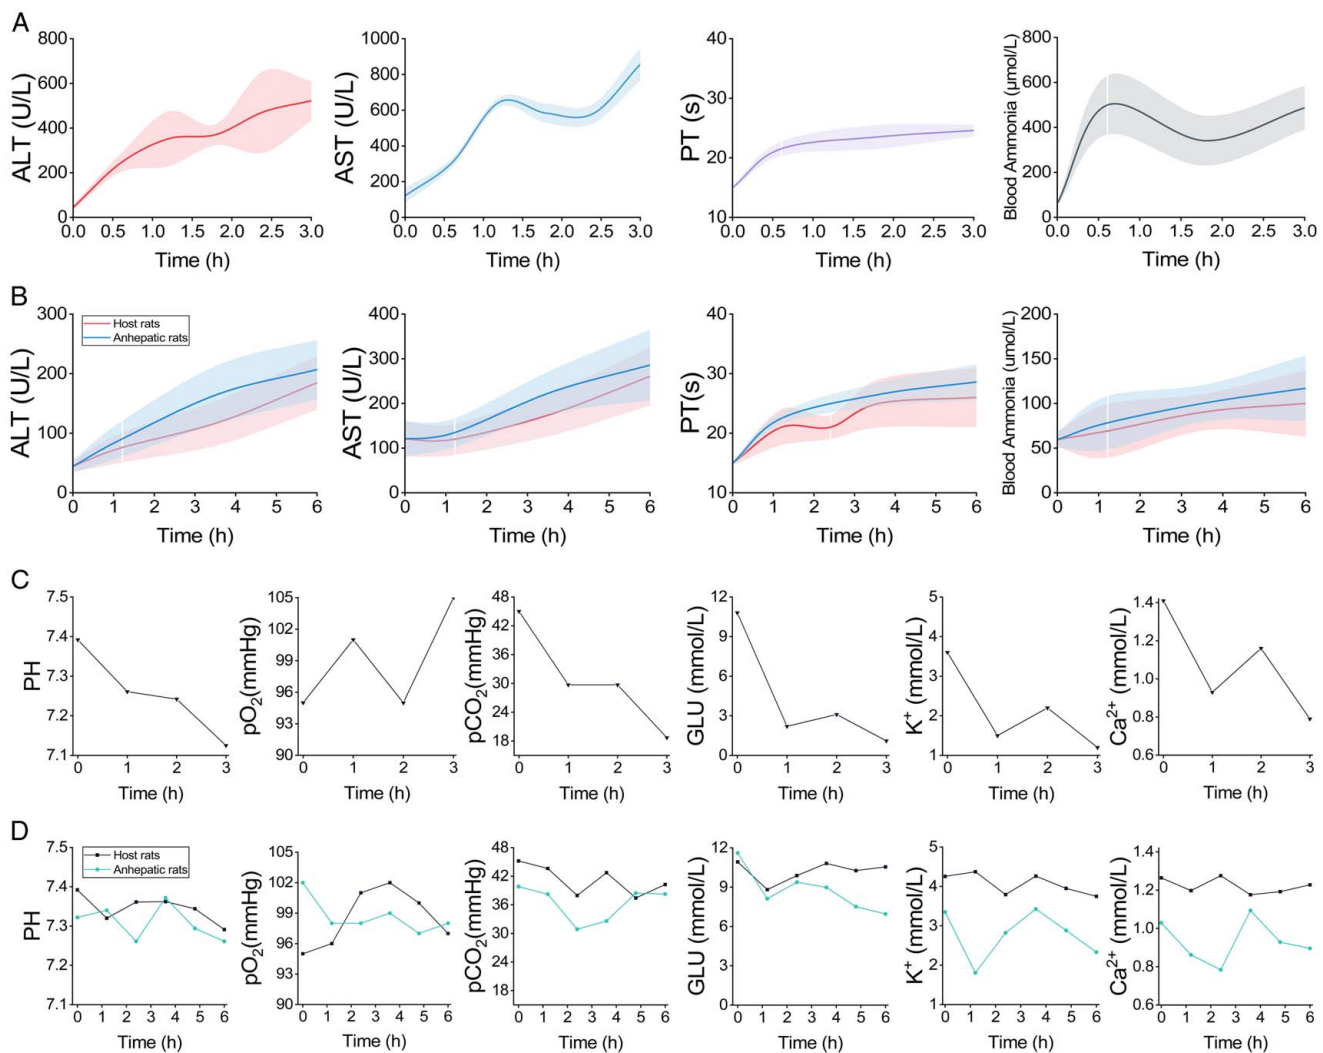 A
ALT (U/L)
800
600
400
200
0
0.0 0.5 1.0 1.5 2.0 2.5 3.0
Time (h)
AST (U/L)
1000
800
600
400
200
0
0.0 0.5 1.0 1.5 2.0 2.5 3.0
Time (h)
PT (s)
40
30
20
10
0.0 0.5 1.0 1.5 2.0 2.5 3.0
Time (h)
Blood Ammonia (μmol/L)
800
600
400
200
0
0.0 0.5 1.0 1.5 2.0 2.5 3.0
Time (h)
B
ALT (U/L)
300
200
100
0
Host rats
Anhepatic rats
0 1 2 3 4 5 6
Time (h)
AST (U/L)
400
300
200
100
0
0 1 2 3 4 5 6
Time (h)
PT(s)
40
30
20
10
0 1 2 3 4 5 6
Time (h)
Blood Ammonia (umol/L)
200
150
100
50
0
0 1 2 3 4 5 6
Time (h)
C
PH
7.5
7.4
7.3
7.2
7.1
0 1 2 3
Time (h)
pO2(mmHg)
105
102
99
96
93
90
0 1 2 3
Time (h)
pCO2(mmHg)
48
42
36
30
24
18
0 1 2 3
Time (h)
GLU (mmol/L)
12
9
6
3
0
0 1 2 3
Time (h)
K+ (mmol/L)
5
4
3
2
1
0 1 2 3
Time (h)
Ca2+ (mmol/L)
1.4
1.2
1.0
0.8
0.6
0 1 2 3
Time (h)
D
PH
7.5
7.4
7.3
7.2
7.1
Host rats
Anhepatic rats
0 1 2 3 4 5 6
Time (h)
pO2(mmHg)
105
102
99
96
93
90
0 1 2 3 4 5 6
Time (h)
pCO2(mmHg)
48
42
36
30
24
18
0 1 2 3 4 5 6
Time (h)
GLU (mmol/L)
12
9
6
3
0
0 1 2 3 4 5 6
Time (h)
K+ (mmol/L)
5
4
3
2
1
0 1 2 3 4 5 6
Time (h)
Ca2+ (mmol/L)
1.4
1.2
1.0
0.8
0.6
0 1 2 3 4 5 6
Time (h)